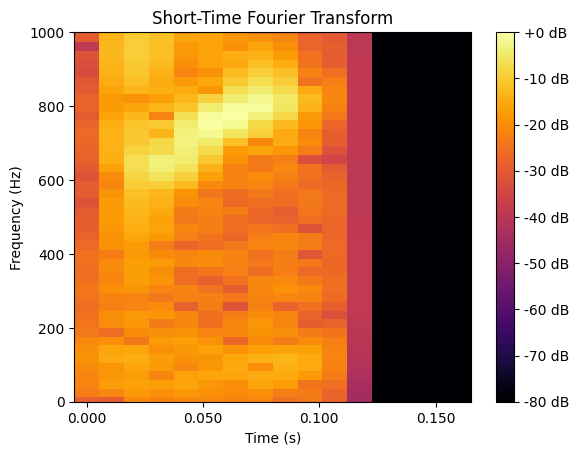 Short-Time Fourier Transform
Frequency (Hz)
1000
800
600
400
200
0
0.000
0.050
0.100
0.150
Time (s)
+0 dB
-10 dB
-20 dB
-30 dB
-40 dB
-50 dB
-60 dB
-70 dB
-80 dB